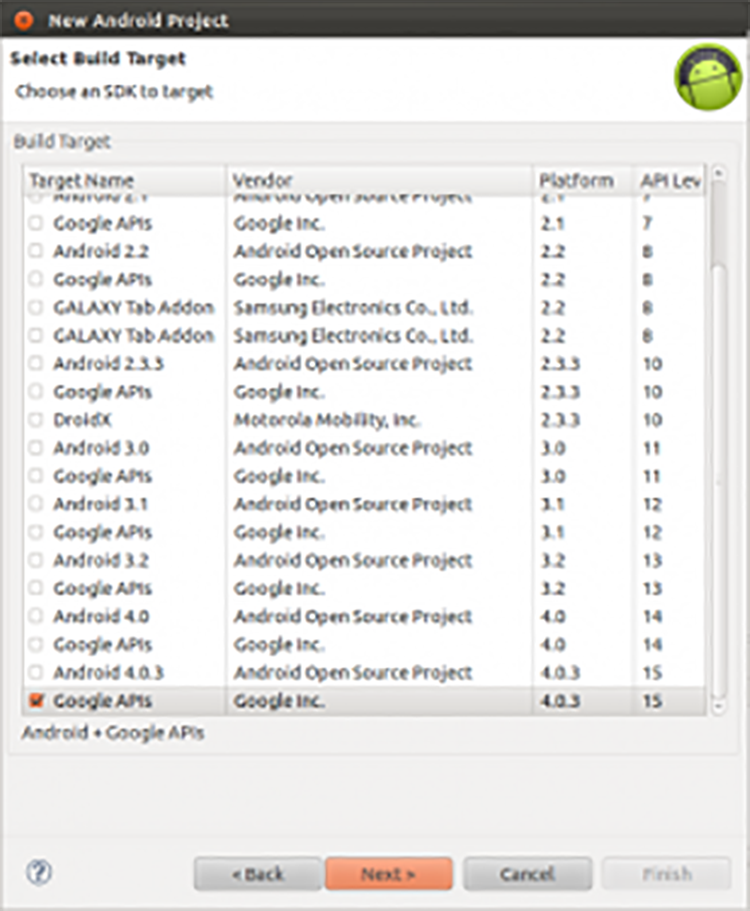 New Android Project
Select Build Target
Choose an SDK to target
Build Target
Target Name Vendor Platform API Lev
Android 2.1 Android Open Source Project 2.1 7
Google APIs Google Inc. 2.1 7
Android 2.2 Android Open Source Project 2.2 8
Google APIs Google Inc. 2.2 8
GALAXY Tab Addon Samsung Electronics Co., Ltd. 2.2 8
GALAXY Tab Addon Samsung Electronics Co., Ltd. 2.2 8
Android 2.3.3 Android Open Source Project 2.3.3 10
Google APIs Google Inc. 2.3.3 10
DroidX Motorola Mobility, Inc. 2.3.3 10
Android 3.0 Android Open Source Project 3.0 11
Google APIs Google Inc. 3.0 11
Android 3.1 Android Open Source Project 3.1 12
Google APIs Google Inc. 3.1 12
Android 3.2 Android Open Source Project 3.2 13
Google APIs Google Inc. 3.2 13
Android 4.0 Android Open Source Project 4.0 14
Google APIs Google Inc. 4.0 14
Android 4.0.3 Android Open Source Project 4.0.3 15
Google APIs Google Inc. 4.0.3 15
Android + Google APIs
? < Back Next > Cancel Finish